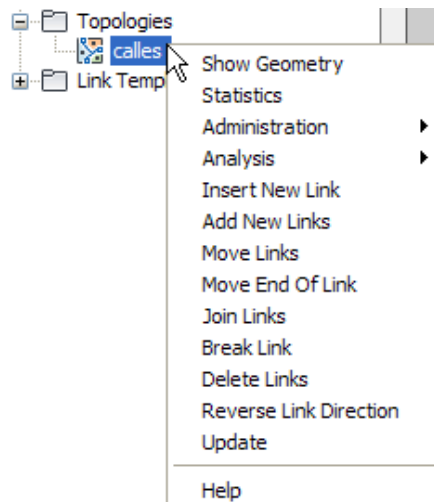 Topologies
calles
Link Temp
Show Geometry
Statistics
Administration
Analysis
Insert New Link
Add New Links
Move Links
Move End Of Link
Join Links
Break Link
Delete Links
Reverse Link Direction
Update
Help